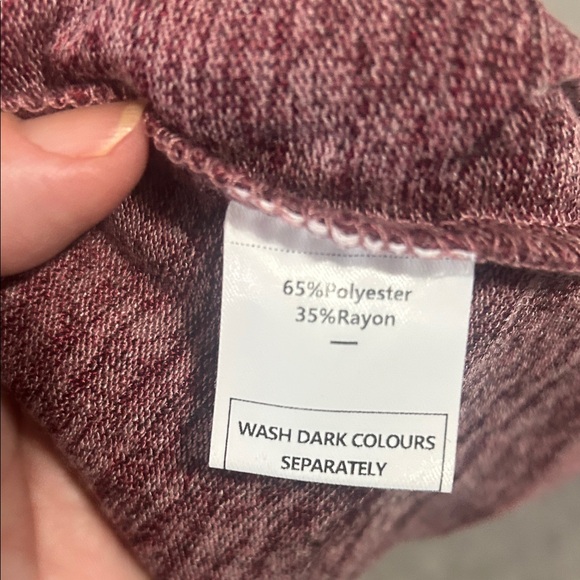 65%Polyester
35%Rayon
—
WASH DARK COLOURS
SEPARATELY